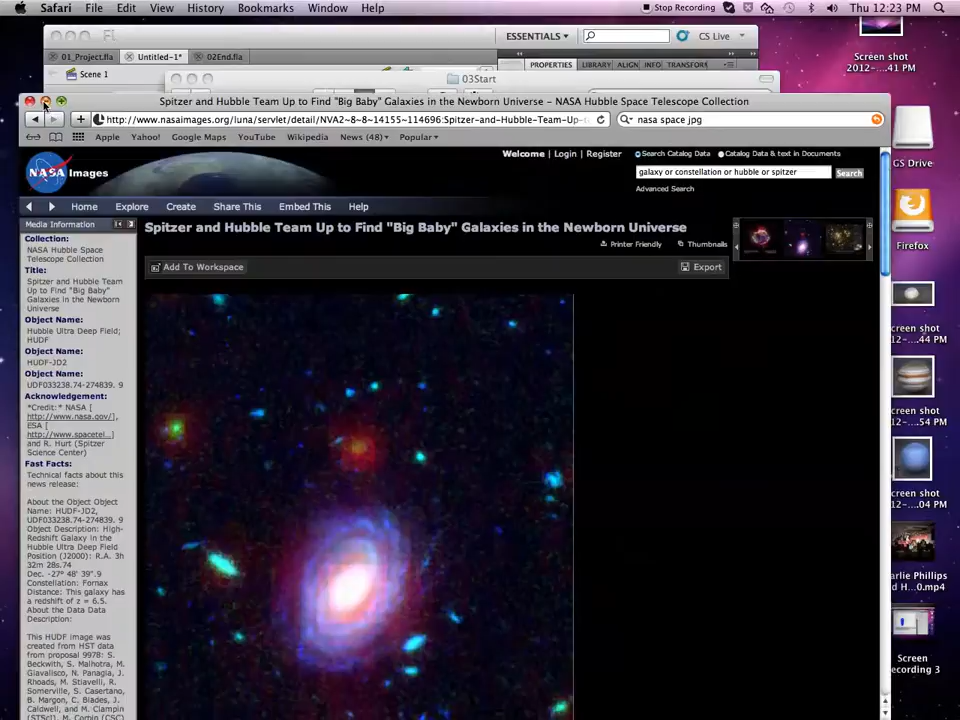 Safari File Edit View History Bookmarks Window Help Stop Recording Thu 12:23 PM
FL ESSENTIALS CS Live
01_Project.fla Untitled-1* 02End.fla PROPERTIES LIBRARY ALIGN INFO TRANSFORM
Scene 1
03Start
Screen shot
2012-....41 PM
Spitzer and Hubble Team Up to Find "Big Baby" Galaxies in the Newborn Universe – NASA Hubble Space Telescope Collection
http://www.nasaimages.org/luna/servlet/detail/NVA2~8~8~14155~114696:Spitzer-and-Hubble-Team-Up- nasa space jpg
Apple Yahoo! Google Maps YouTube Wikipedia News (48) Popular
NASA Images
Welcome | Login | Register
Search Catalog Data Catalog Data & text in Documents
galaxy or constellation or hubble or spitzer Search
Advanced Search
Home Explore Create Share This Embed This Help
Media Information
Spitzer and Hubble Team Up to Find "Big Baby" Galaxies in the Newborn Universe
Printer Friendly Thumbnails
Add To Workspace Export
Collection:
NASA Hubble Space
Telescope Collection
Title:
Spitzer and Hubble Team
Up to Find "Big Baby"
Galaxies in the Newborn
Universe
Object Name:
Hubble Ultra Deep Field;
HUDF
Object Name:
HUDF-JD2
Object Name:
UDF033238.74-274839. 9
Acknowledgement:
*Credit:* NASA [
http://www.nasa.gov/],
ESA [
http://www.spacetel...]
and R. Hurt (Spitzer
Science Center)
Fast Facts:
Technical facts about this
news release:
About the Object Object
Name: HUDF-JD2,
UDF033238.74-274839. 9
Object Description: High-
Redshift Galaxy in the
Hubble Ultra Deep Field
Position (J2000): R.A. 3h
32m 28s.74
Dec. -27° 48' 39".9
Constellation: Fornax
Distance: This galaxy has
a redshift of z = 6.5.
About the Data Data
Description:
This HUDF image was
created from HST data
from proposal 9978: S.
Beckwith, S. Malhotra, M.
Giavalisco, N. Panagia, J.
Rhoads, M. Stiavelli, R.
Somerville, S. Casertano,
B. Margon, C. Blades, J.
Caldwell, and M. Clampin
(STScI), M. Corbin (CSC)
GS Drive
Firefox
creen shot
12-....44 PM
creen shot
12-....54 PM
creen shot
12-....04 PM
arlie Phillips
d H...0.mp4
Screen
ecording 3